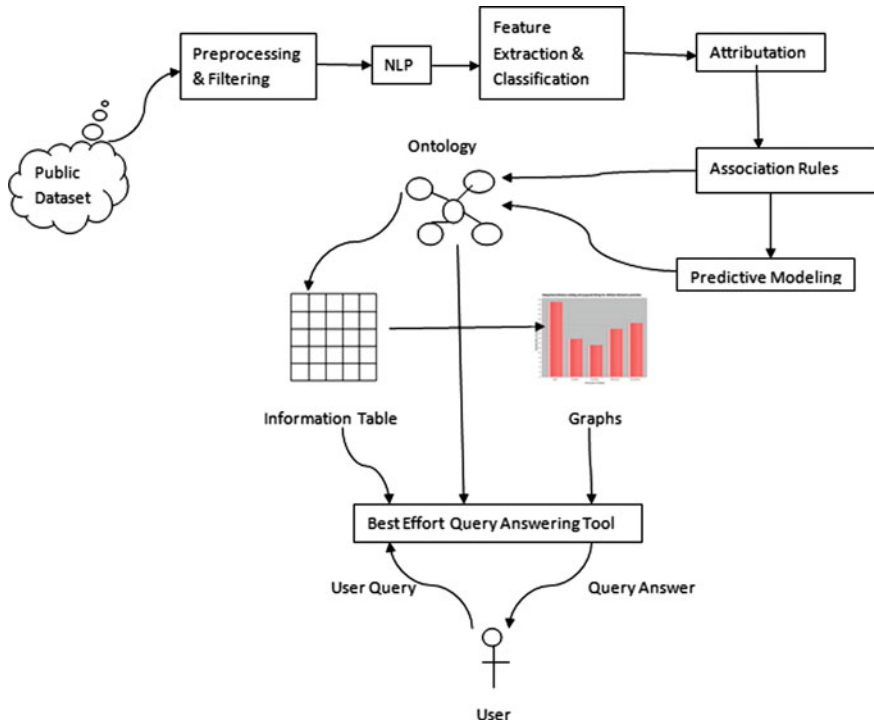 Public
Dataset
Preprocessing
& Filtering
NLP
Feature
Extraction &
Classification
Attributation
Association Rules
Predictive Modeling
Ontology
Information Table
Graphs
Best Effort Query Answering Tool
User Query
Query Answer
User